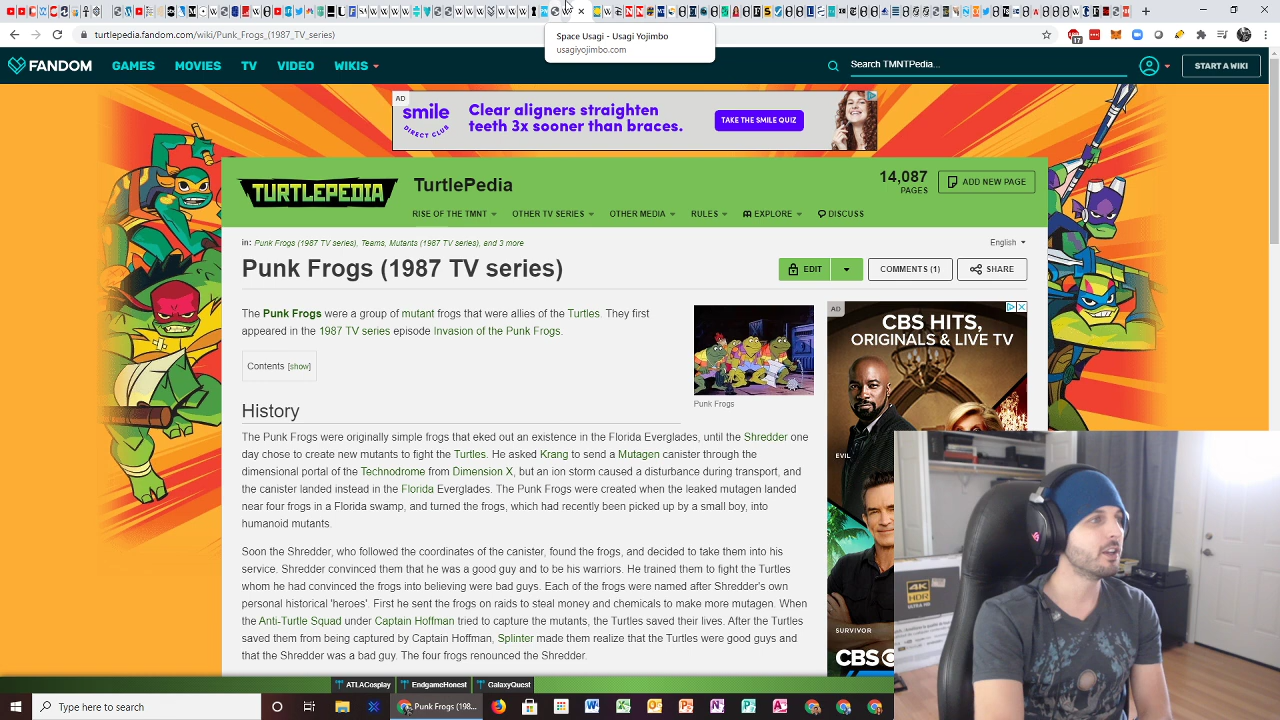 turtlepedia.fandom.com/wiki/Punk_Frogs_(1987_TV_series)
17
Space Usagi - Usagi Yojimbo
usagiyojimbo.com
FANDOM
GAMES
MOVIES
TV
VIDEO
WIKIS
Search TMNTPedia...
START A WIKI
AD
smile
DIRECT CLUB
Clear aligners straighten
teeth 3x sooner than braces.
TAKE THE SMILE QUIZ
TURTLEPEDIA
TurtlePedia
14,087
PAGES
ADD NEW PAGE
RISE OF THE TMNT
OTHER TV SERIES
OTHER MEDIA
RULES
EXPLORE
DISCUSS
in: Punk Frogs (1987 TV series), Teams, Mutants (1987 TV series), and 3 more
English
Punk Frogs (1987 TV series)
EDIT
COMMENTS (1)
SHARE
The Punk Frogs were a group of mutant frogs that were allies of the Turtles. They first
appeared in the 1987 TV series episode Invasion of the Punk Frogs.
Contents [show]
Punk Frogs
AD
CBS HITS,
ORIGINALS & LIVE TV
EVIL
SURVIVOR
CBS
History
The Punk Frogs were originally simple frogs that eked out an existence in the Florida Everglades, until the Shredder one
day chose to create new mutants to fight the Turtles. He asked Krang to send a Mutagen canister through the
dimensional portal of the Technodrome from Dimension X, but an ion storm caused a disturbance during transport, and
the canister landed instead in the Florida Everglades. The Punk Frogs were created when the leaked mutagen landed
near four frogs in a Florida swamp, and turned the frogs, which had recently been picked up by a small boy, into
humanoid mutants.
Soon the Shredder, who followed the coordinates of the canister, found the frogs, and decided to take them into his
service. Shredder convinced them that he was a good guy and to be his warriors. He trained them to fight the Turtles
whom he had convinced the frogs into believing were bad guys. Each of the frogs were named after Shredder's own
personal historical 'heroes'. First he sent the frogs on raids to steal money and chemicals to make more mutagen. When
the Anti-Turtle Squad under Captain Hoffman tried to capture the mutants, the Turtles saved their lives. After the Turtles
saved them from being captured by Captain Hoffman, Splinter made them realize that the Turtles were good guys and
that the Shredder was a bad guy. The four frogs renounced the Shredder.
4K
HDR
ULTRA HD
ATLACosplay
EndgameHonest
GalaxyQuest
Type here to search
Punk Frogs (198...